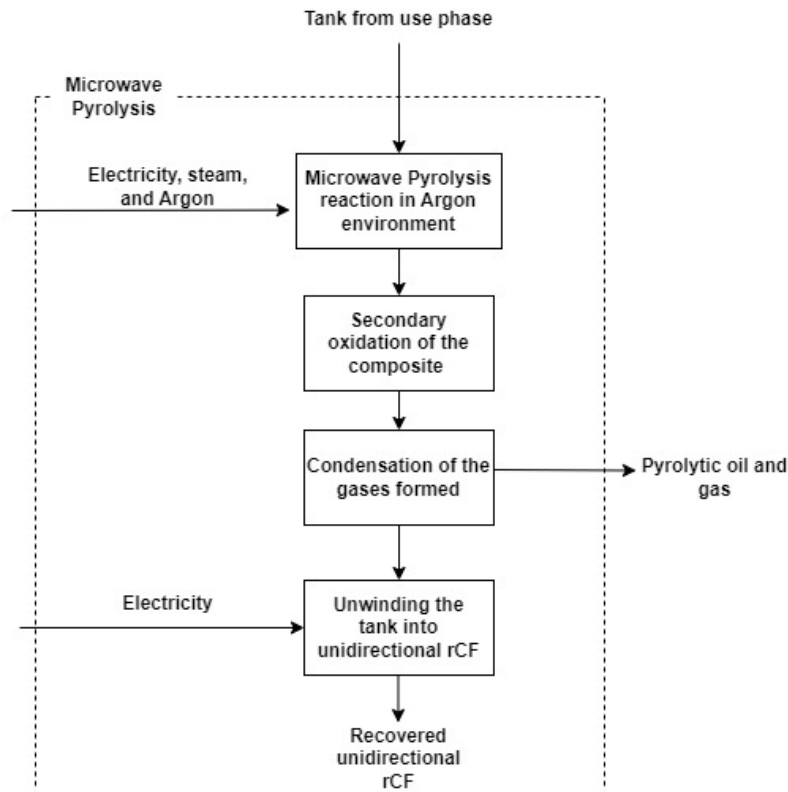 Tank from use phase
Microwave
Pyrolysis
Electricity, steam,
and Argon
Microwave Pyrolysis
reaction in Argon
environment
Secondary
oxidation of the
composite
Condensation of the
gases formed
Pyrolytic oil and
gas
Electricity
Unwinding the
tank into
unidirectional rCF
Recovered
unidirectional
rCF